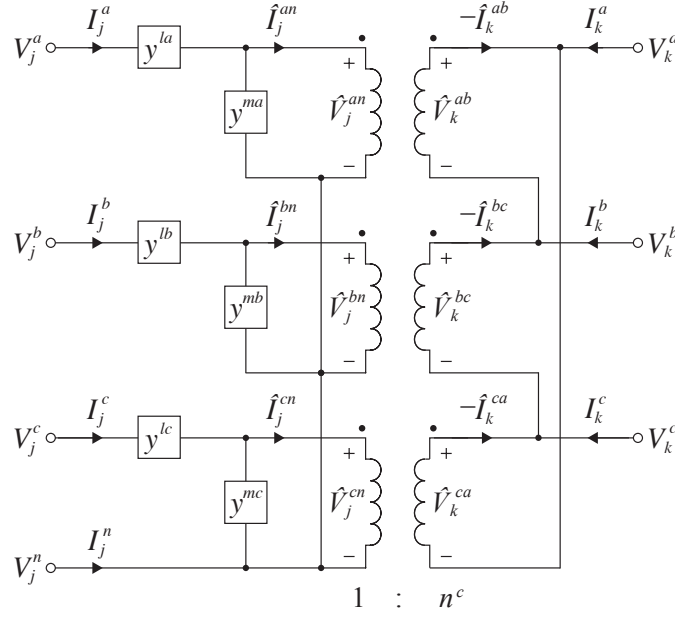 I_j^a Î_j^{an} −Î_k^{ab} I_k^a
V_j^a y^{la} + + V_k^a
y^{ma} V̂_j^{an} V̂_k^{ab}
− −
I_j^b Î_j^{bn} −Î_k^{bc} I_k^b
V_j^b y^{lb} + + V_k^b
y^{mb} V̂_j^{bn} V̂_k^{bc}
− −
I_j^c Î_j^{cn} −Î_k^{ca} I_k^c
V_j^c y^{lc} + + V_k^c
y^{mc} V̂_j^{cn} V̂_k^{ca}
I_j^n
V_j^n − −
1 : n^c